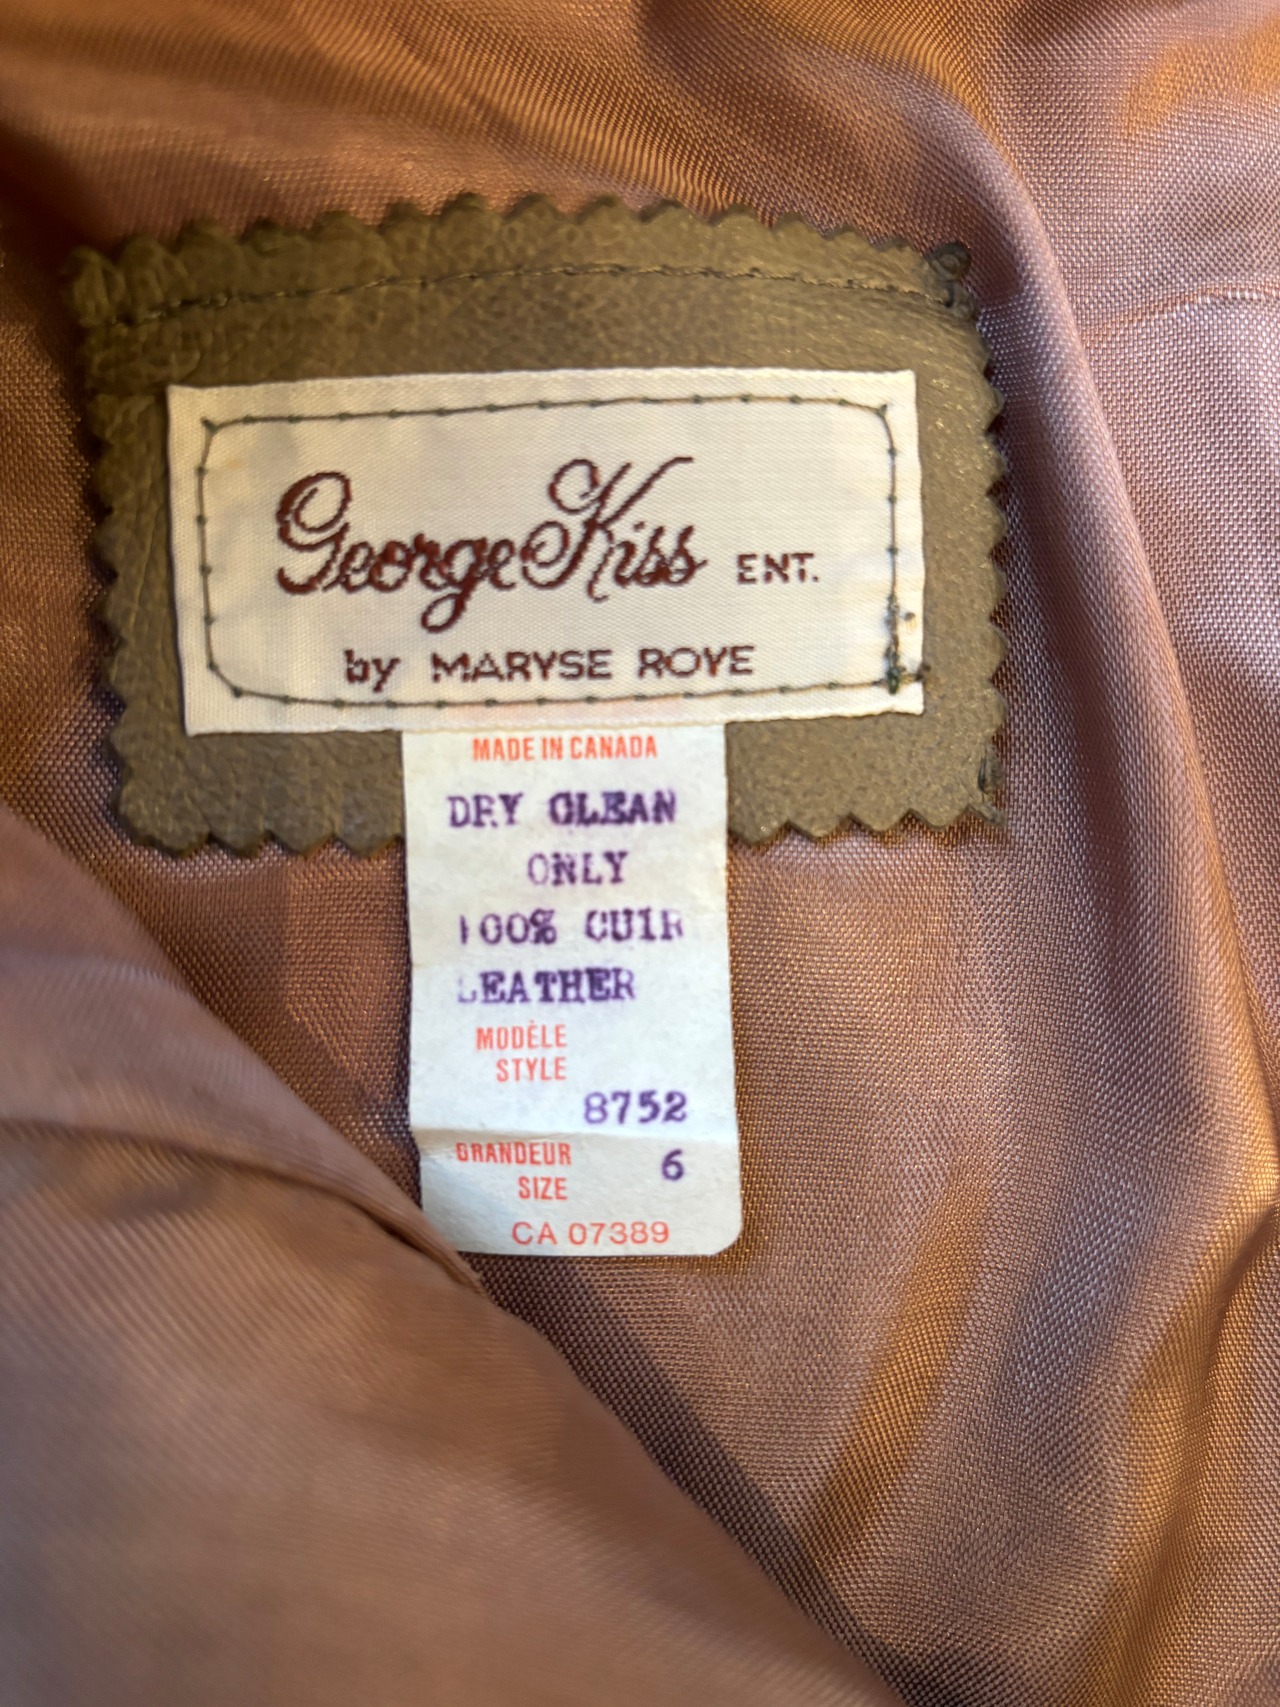 George Kiss ENT.
by MARYSE ROYE
MADE IN CANADA
DRY CLEAN
ONLY
100% CUIR
LEATHER
MODÈLE
STYLE
8752
GRANDEUR 6
SIZE
CA 07389